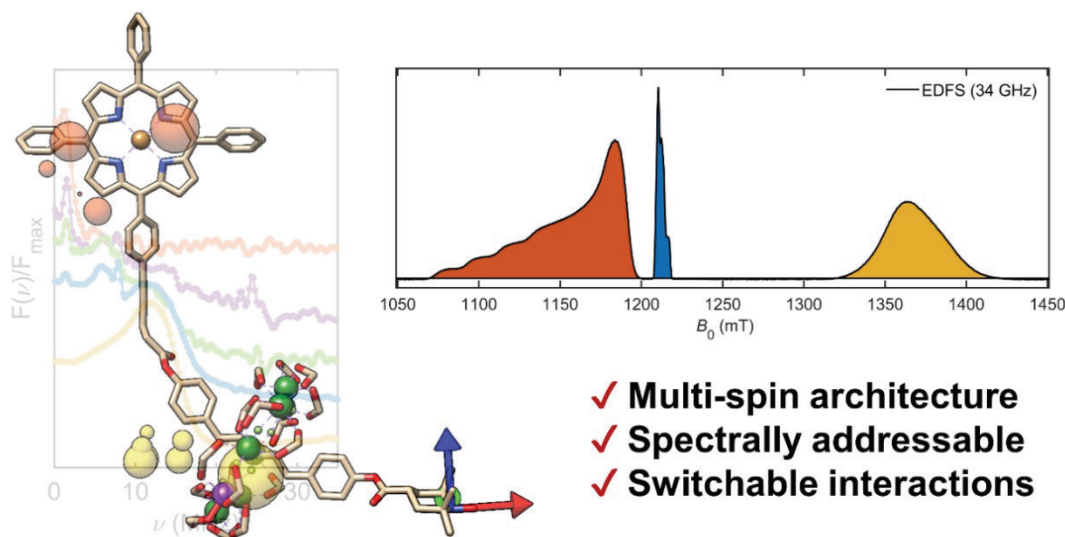 F(ν)/Fmax
0
30
ν (M
EDFS (34 GHz)
1050 1100 1150 1200 1250 1300 1350 1400 1450
B0 (mT)
✓ Multi-spin architecture
✓ Spectrally addressable
✓ Switchable interactions